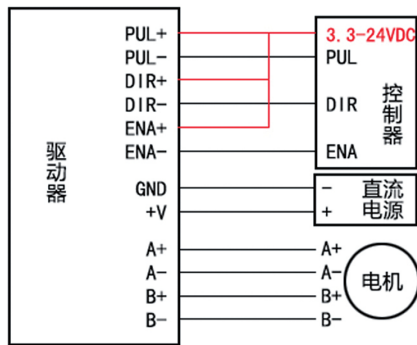 驱动器
PUL+
PUL-
DIR+
DIR-
ENA+
ENA-
GND
+V
A+
A-
B+
B-
3.3-24VDC
PUL
DIR
ENA
控制器
- 直流
+ 电源
A+
A-
B+
B-
电机